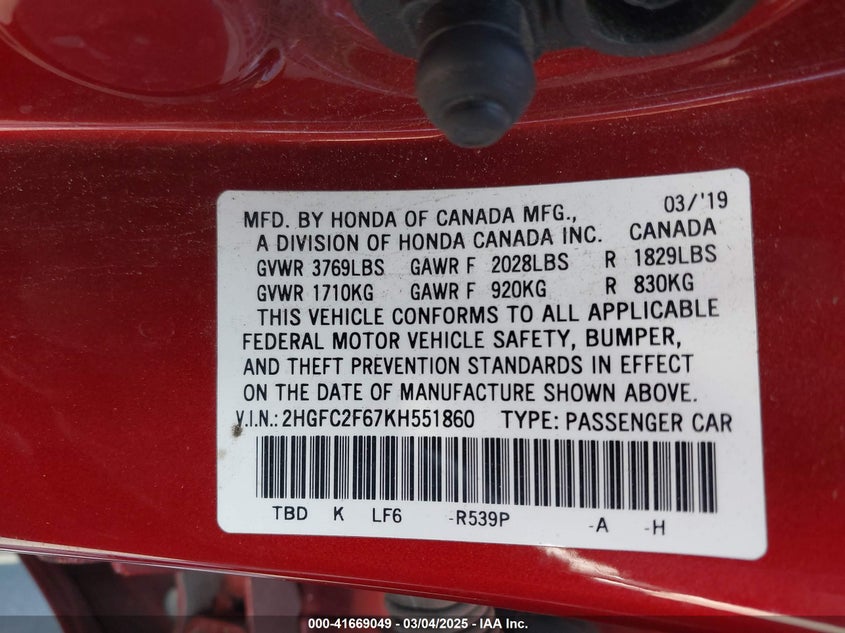 03/'19
MFD. BY HONDA OF CANADA MFG.,
A DIVISION OF HONDA CANADA INC. CANADA
GVWR 3769LBS GAWR F 2028LBS R 1829LBS
GVWR 1710KG GAWR F 920KG R 830KG
THIS VEHICLE CONFORMS TO ALL APPLICABLE
FEDERAL MOTOR VEHICLE SAFETY, BUMPER,
AND THEFT PREVENTION STANDARDS IN EFFECT
ON THE DATE OF MANUFACTURE SHOWN ABOVE.
V.I.N.: 2HGFC2F67KH551860 TYPE: PASSENGER CAR
TBD K LF6 -R539P -A -H
000-41669049 — 03/04/2025 — IAA Inc.